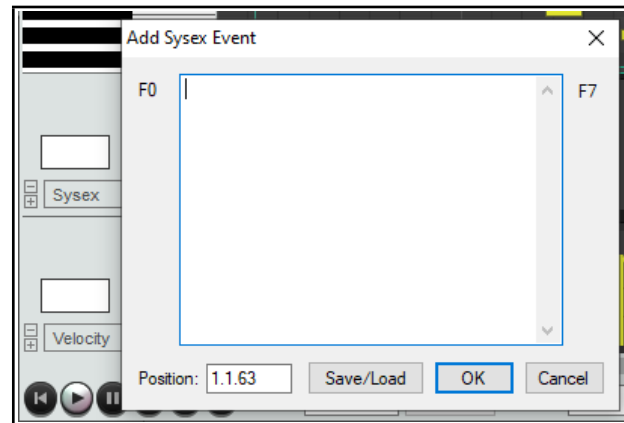 Add Sysex Event
F0
F7
Sysex
Velocity
Position: 1.1.63 Save/Load OK Cancel